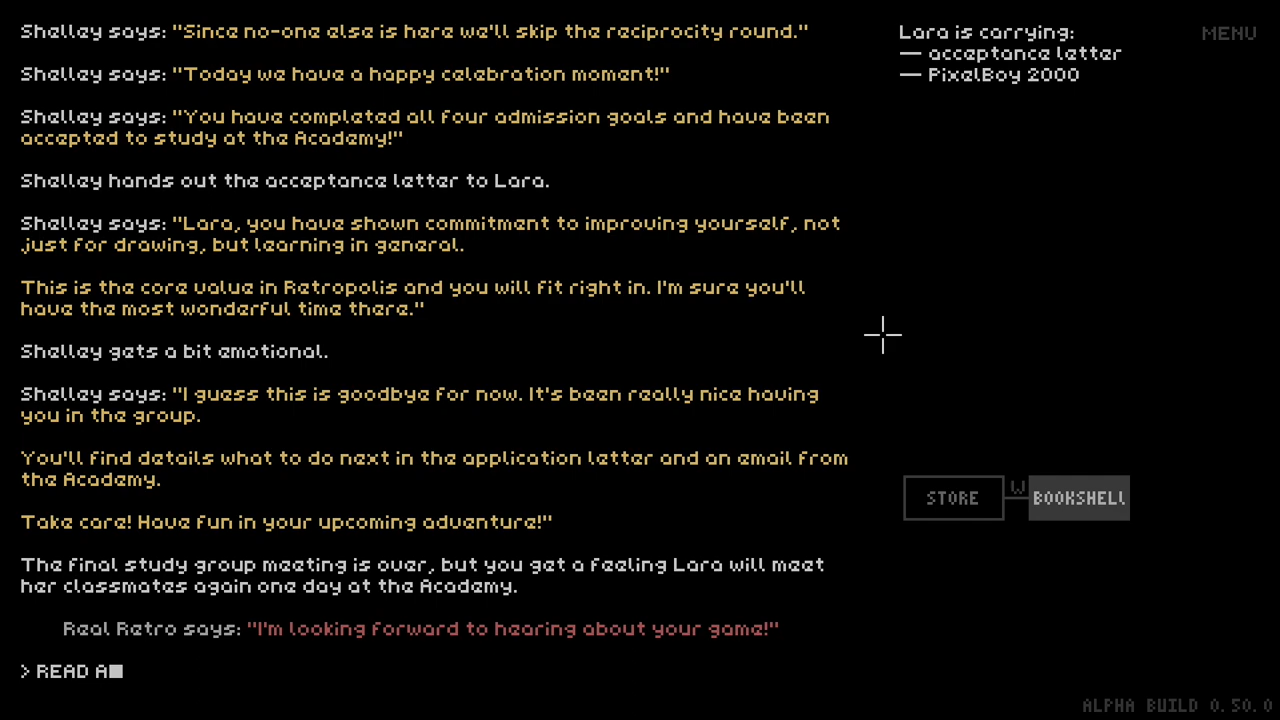 Shelley says: "Since no-one else is here we'll skip the reciprocity round."
Shelley says: "Today we have a happy celebration moment!"
Shelley says: "You have completed all four admission goals and have been
accepted to study at the Academy!"
Shelley hands out the acceptance letter to Lara.
Shelley says: "Lara, you have shown commitment to improving yourself, not
just for drawing, but learning in general.
This is the core value in Retropolis and you will fit right in. I'm sure you'll
have the most wonderful time there."
Shelley gets a bit emotional.
Shelley says: "I guess this is goodbye for now. It's been really nice having
you in the group.
You'll find details what to do next in the application letter and an email from
the Academy.
Take care! Have fun in your upcoming adventure!"
The final study group meeting is over, but you get a feeling Lara will meet
her classmates again one day at the Academy.
Real Retro says: "I'm looking forward to hearing about your game!"
> READ A
Lara is carrying:
— acceptance letter
— PixelBoy 2000
MENU
STORE
W
BOOKSHELL
ALPHA BUILD 0.50.0